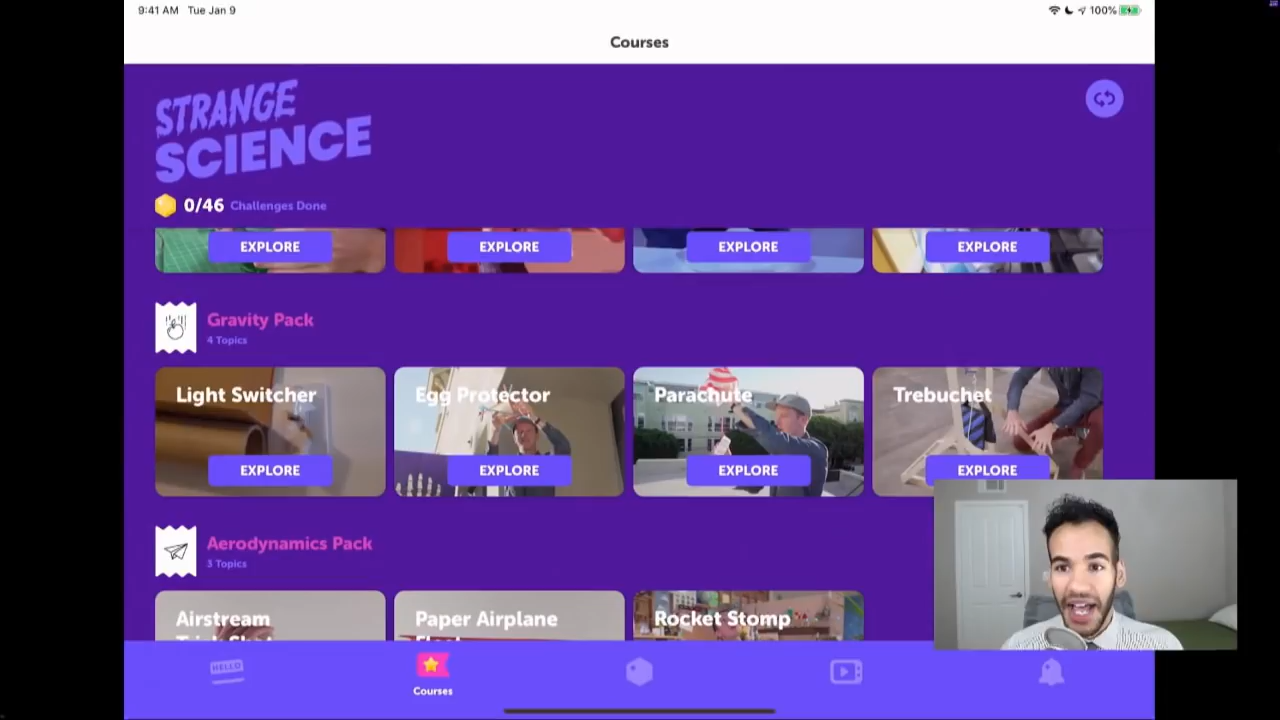 9:41 AM Tue Jan 9
100%
Courses
STRANGE
SCIENCE
0/46 Challenges Done
EXPLORE EXPLORE EXPLORE EXPLORE
Gravity Pack
4 Topics
Light Switcher Egg Protector Parachute Trebuchet
EXPLORE EXPLORE EXPLORE EXPLORE
Aerodynamics Pack
3 Topics
Airstream Paper Airplane Rocket Stomp
HELLO
Courses